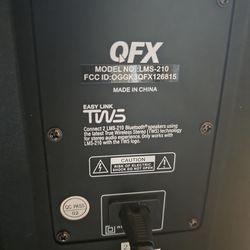 QFX
MODEL NO: LMS-210
FCC ID:OGGK3QFX126815
MADE IN CHINA
EASY LINK
TWS
Connect 2 LMS-210 Bluetooth® speakers using
the latest True Wireless Stereo (TWS) technology
for stereo audio experience. Only works with
LMS-210 with the TWS logo.
CAUTION
RISK OF ELECTRIC
SHOCK DO NOT OPEN
QC PASS
02